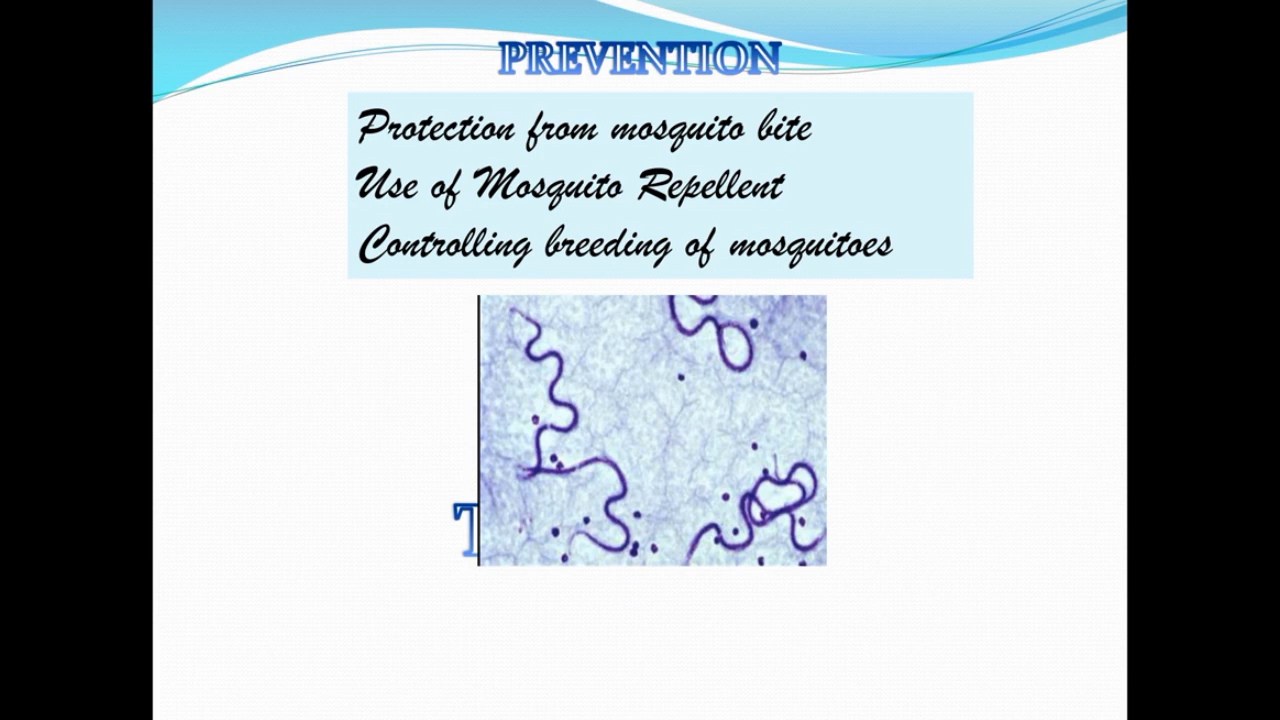 PREVENTION
Protection from mosquito bite
Use of Mosquito Repellent
Controlling breeding of mosquitoes
T